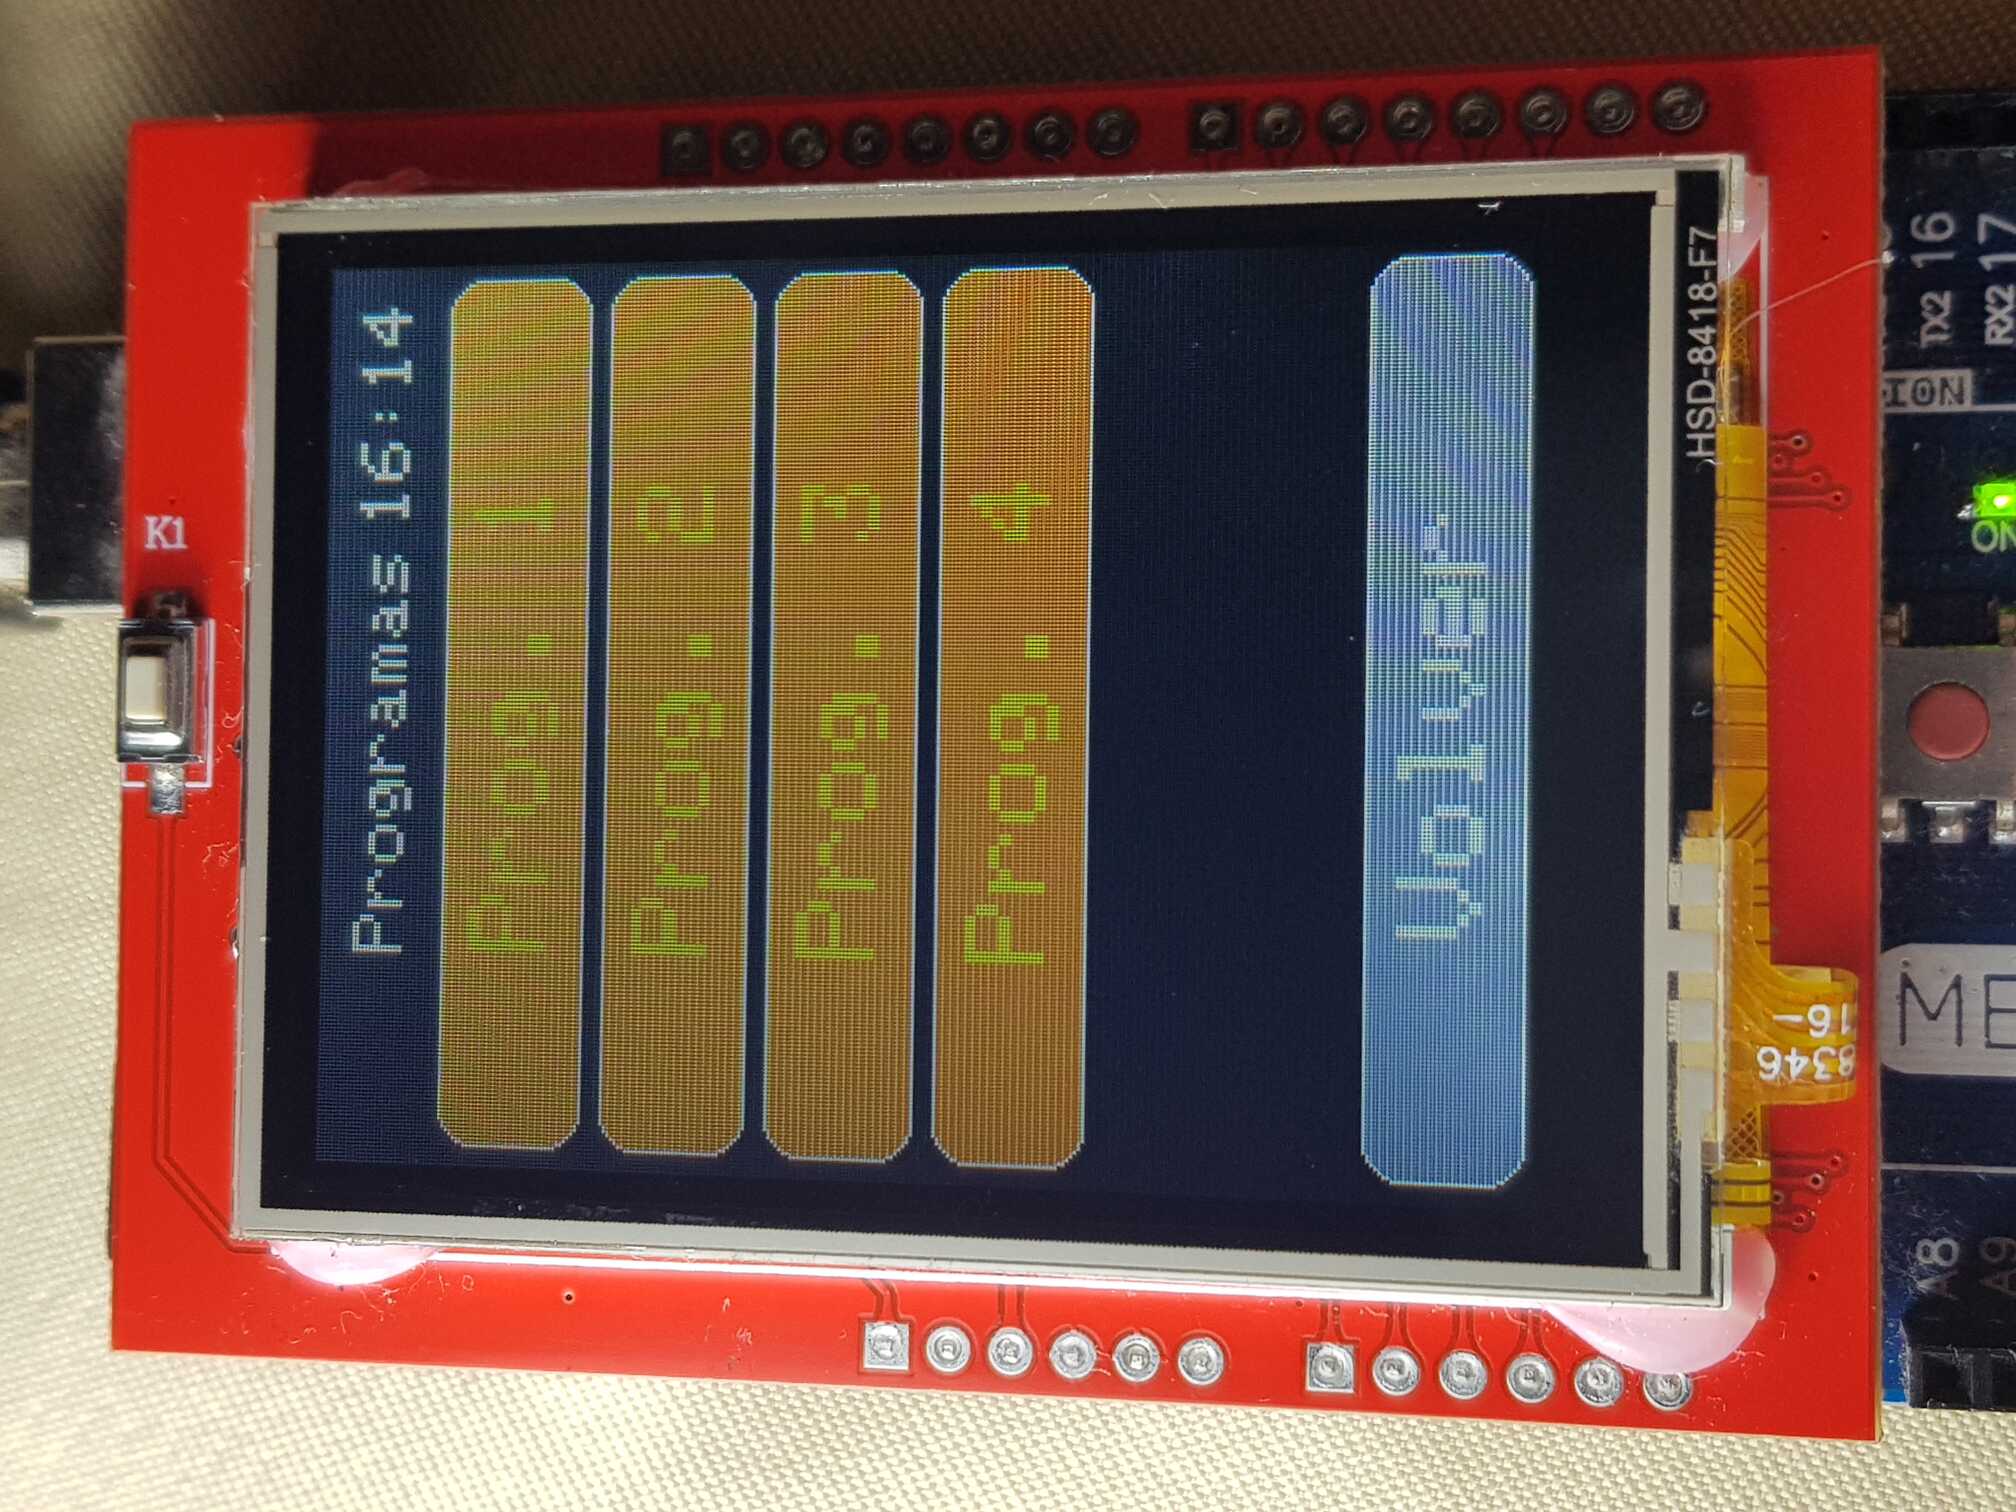 K1
Programas 16:14
Prog. 1
Prog. 2
Prog. 3
Prog. 4
Volver
HSD-8418-F7
8346
16-
A8
A9
TX2 16
RX2 17